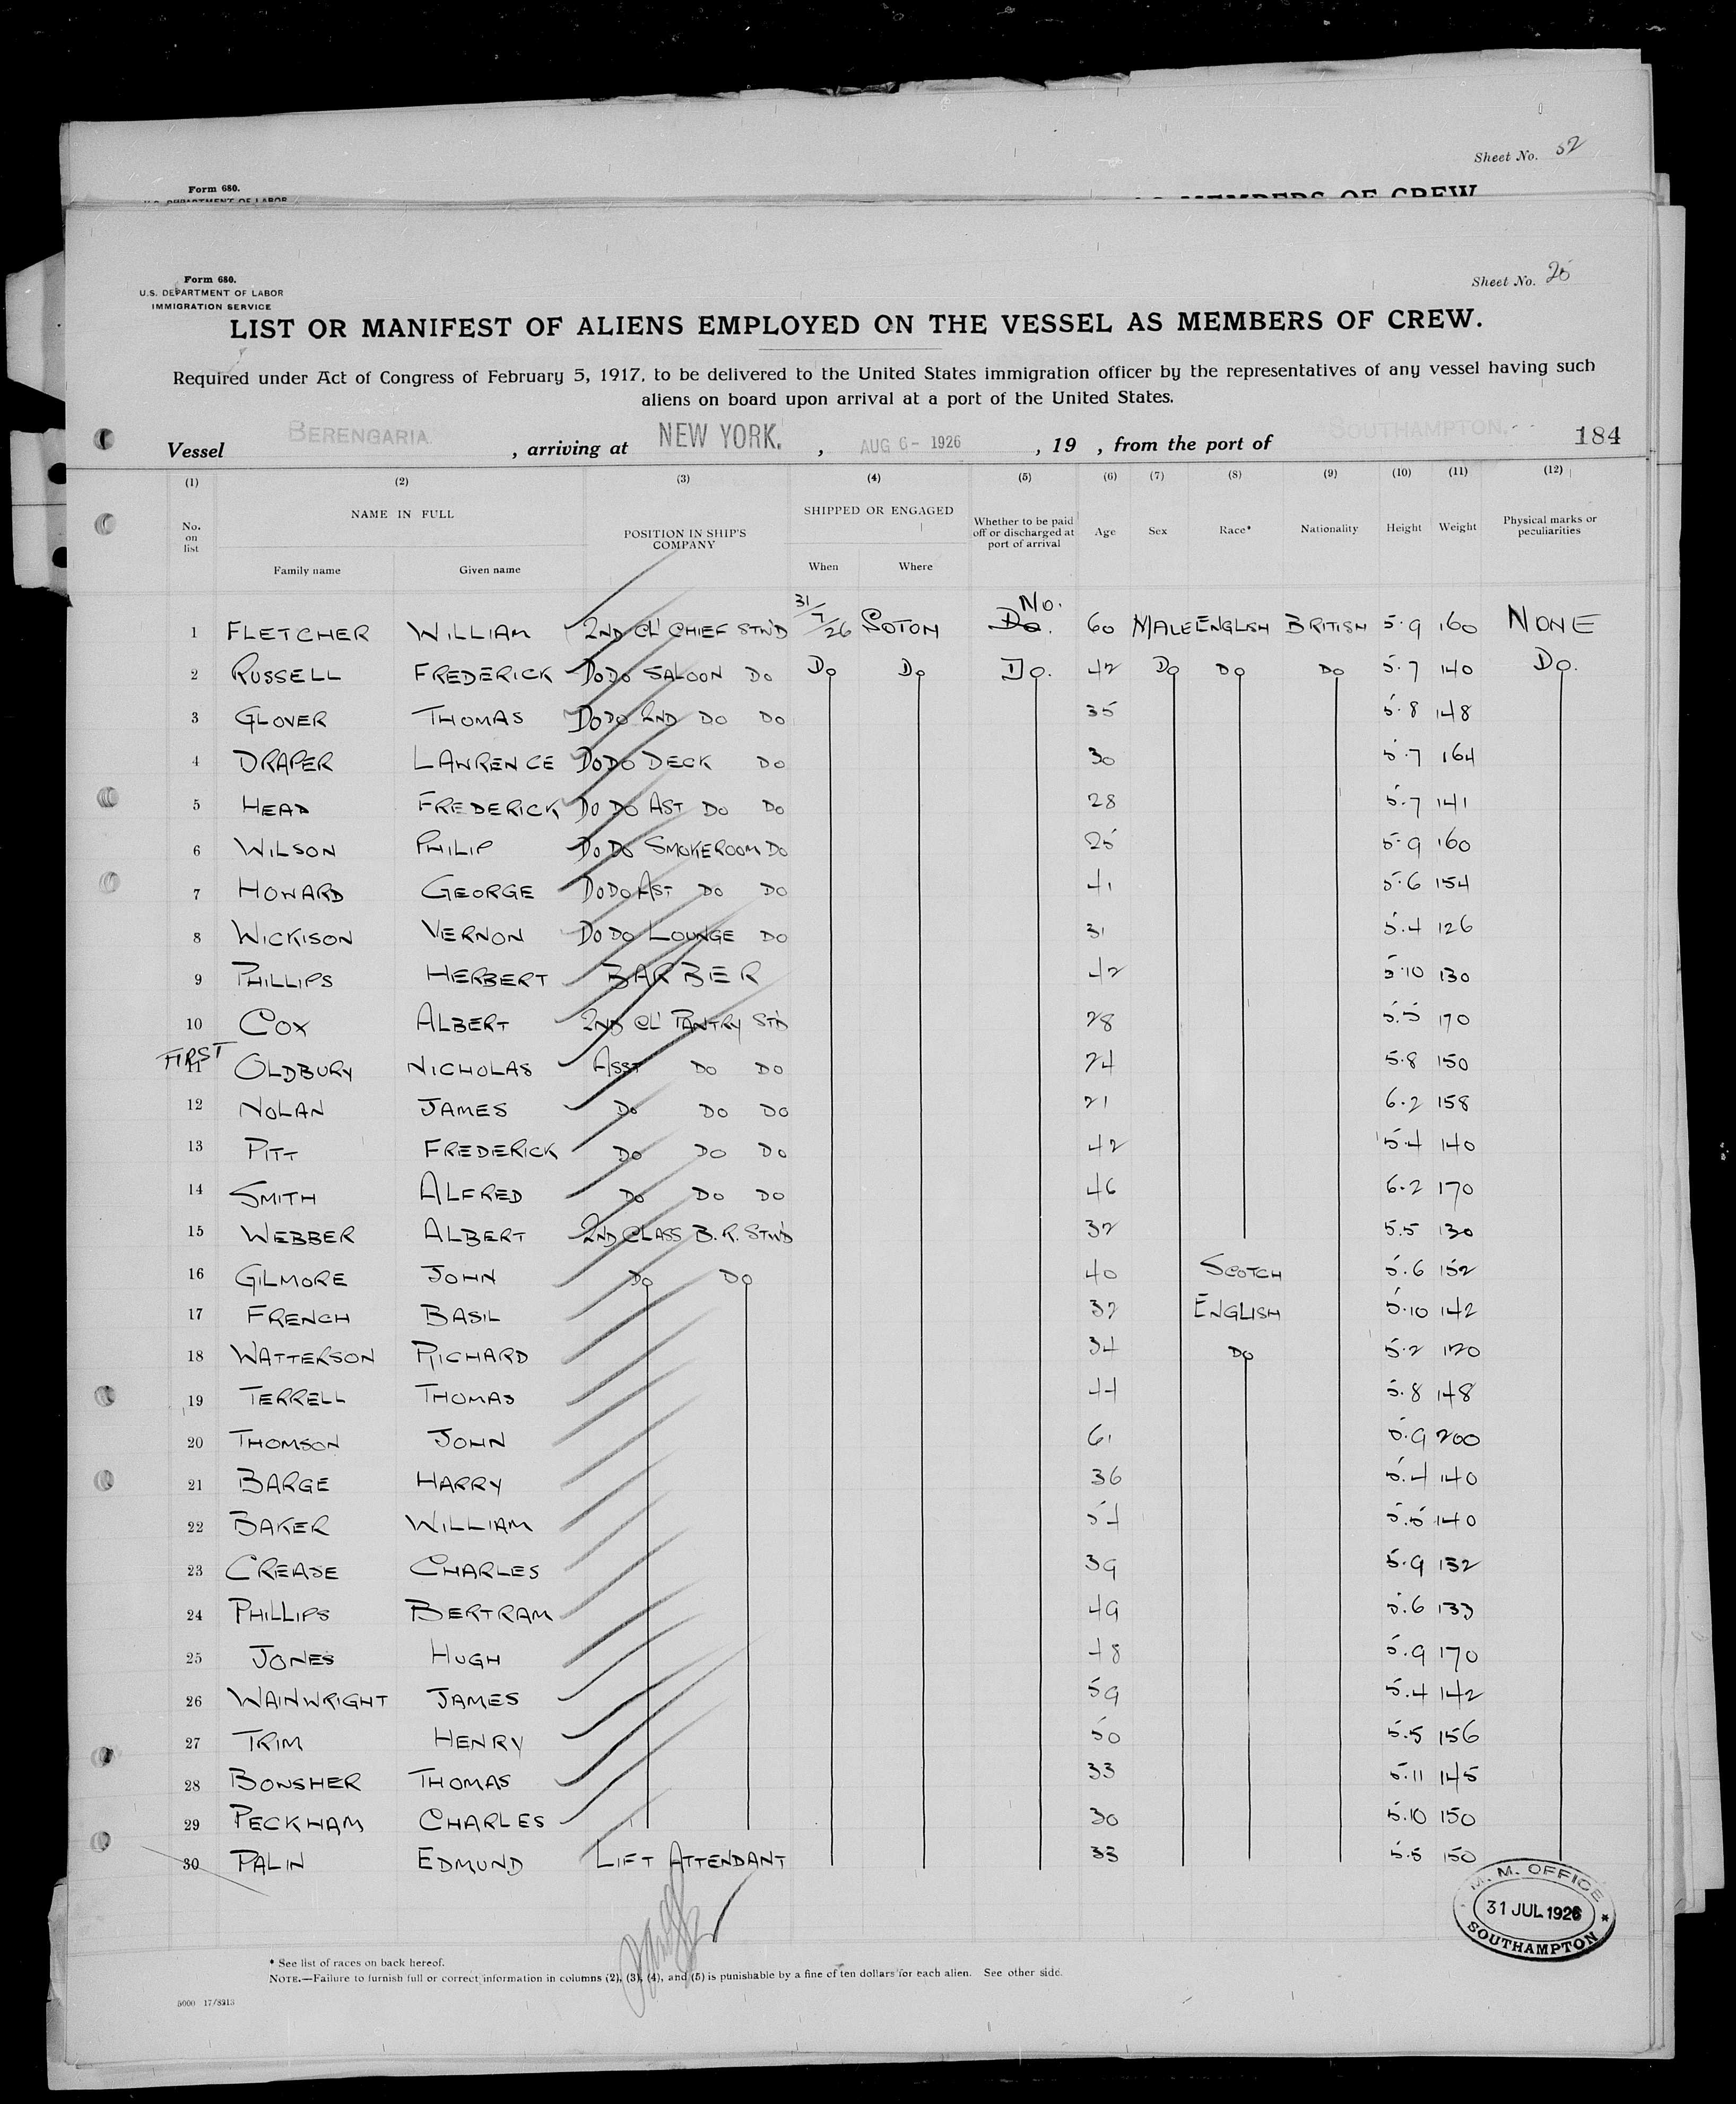 Sheet No. 52
Form 680.
U.S. DEPARTMENT OF LABOR
AS MEMBERS OF CREW
Form 680.
U.S. DEPARTMENT OF LABOR
IMMIGRATION SERVICE
Sheet No. 25
LIST OR MANIFEST OF ALIENS EMPLOYED ON THE VESSEL AS MEMBERS OF CREW.
Required under Act of Congress of February 5, 1917, to be delivered to the United States immigration officer by the representatives of any vessel having such
aliens on board upon arrival at a port of the United States.
Vessel BERENGARIA , arriving at NEW YORK. , AUG 6 - 1926 , 19 , from the port of SOUTHAMPTON. 184
(1) (2) (3) (4) (5) (6) (7) (8) (9) (10) (11) (12)
No. on list NAME IN FULL Family name Given name POSITION IN SHIP'S COMPANY SHIPPED OR ENGAGED When Where Whether to be paid off or discharged at port of arrival Age Sex Race* Nationality Height Weight Physical marks or peculiarities
1 FLETCHER WILLIAM 2ND CL CHIEF STWD 31/7/26 SOTON Do. No. 60 MALE ENGLISH BRITISH 5.9 160 NONE
2 RUSSELL FREDERICK DO DO SALOON DO DO DO DO. 42 DO DO DO 5.7 140 DO.
3 GLOVER THOMAS DO DO 2ND DO DO 35 5.8 148
4 DRAPER LAWRENCE DO DO DECK DO 30 5.7 164
5 HEAD FREDERICK DO DO AST DO DO 28 5.7 141
6 WILSON PHILIP DO DO SMOKEROOM DO 25 5.9 160
7 HOWARD GEORGE DO DO AST DO DO 41 5.6 154
8 WICKISON VERNON DO DO LOUNGE DO 31 5.4 126
9 PHILLIPS HERBERT BARBER 42 5.10 130
10 COX ALBERT 2ND CL PANTRY STD 28 5.5 170
FIRST
11 OLDBURY NICHOLAS ASST DO DO 24 5.8 150
12 NOLAN JAMES DO DO DO 21 6.2 158
13 PITT FREDERICK DO DO DO 42 5.4 140
14 SMITH ALFRED DO DO DO 46 6.2 170
15 WEBBER ALBERT 2ND CLASS B.R. STWD 32 5.5 130
16 GILMORE JOHN DO DO 40 SCOTCH 5.6 152
17 FRENCH BASIL 32 ENGLISH 5.10 142
18 WATTERSON RICHARD 34 DO 5.2 120
19 TERRELL THOMAS 44 5.8 148
20 THOMSON JOHN 61 5.9 200
21 BARGE HARRY 36 5.4 140
22 BAKER WILLIAM 54 5.5 140
23 CREASE CHARLES 39 5.9 132
24 PHILLIPS BERTRAM 49 5.6 133
25 JONES HUGH 48 5.9 170
26 WAINWRIGHT JAMES 59 5.4 142
27 TRIM HENRY 50 5.5 156
28 BONSHER THOMAS 33 5.11 145
29 PECKHAM CHARLES 30 5.10 150
30 PALIN EDMUND LIFT ATTENDANT 33 5.5 150
M. M. OFFICE
31 JUL 1926
SOUTHAMPTON *
* See list of races on back hereof.
NOTE.—Failure to furnish full or correct information in columns (2), (3), (4), and (5) is punishable by a fine of ten dollars for each alien. See other side.
5000 17/8213